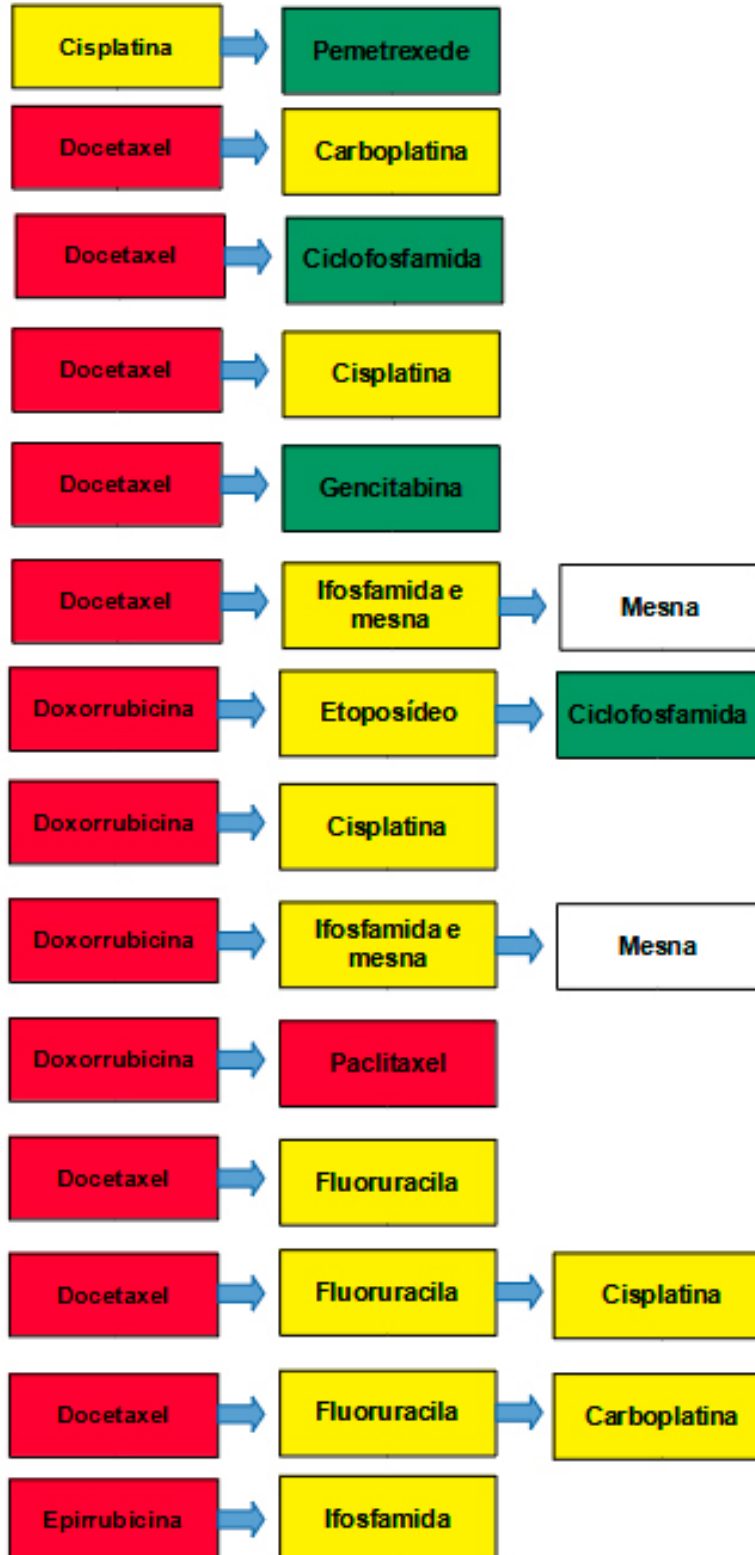 Cisplatina Pemetrexede
Docetaxel Carboplatina
Docetaxel Ciclofosfamida
Docetaxel Cisplatina
Docetaxel Gencitabina
Docetaxel Ifosfamida e
mesna Mesna
Doxorrubicina Etoposídeo Ciclofosfamida
Doxorrubicina Cisplatina
Doxorrubicina Ifosfamida e
mesna Mesna
Doxorrubicina Paclitaxel
Docetaxel Fluoruracila
Docetaxel Fluoruracila Cisplatina
Docetaxel Fluoruracila Carboplatina
Epirrubicina Ifosfamida